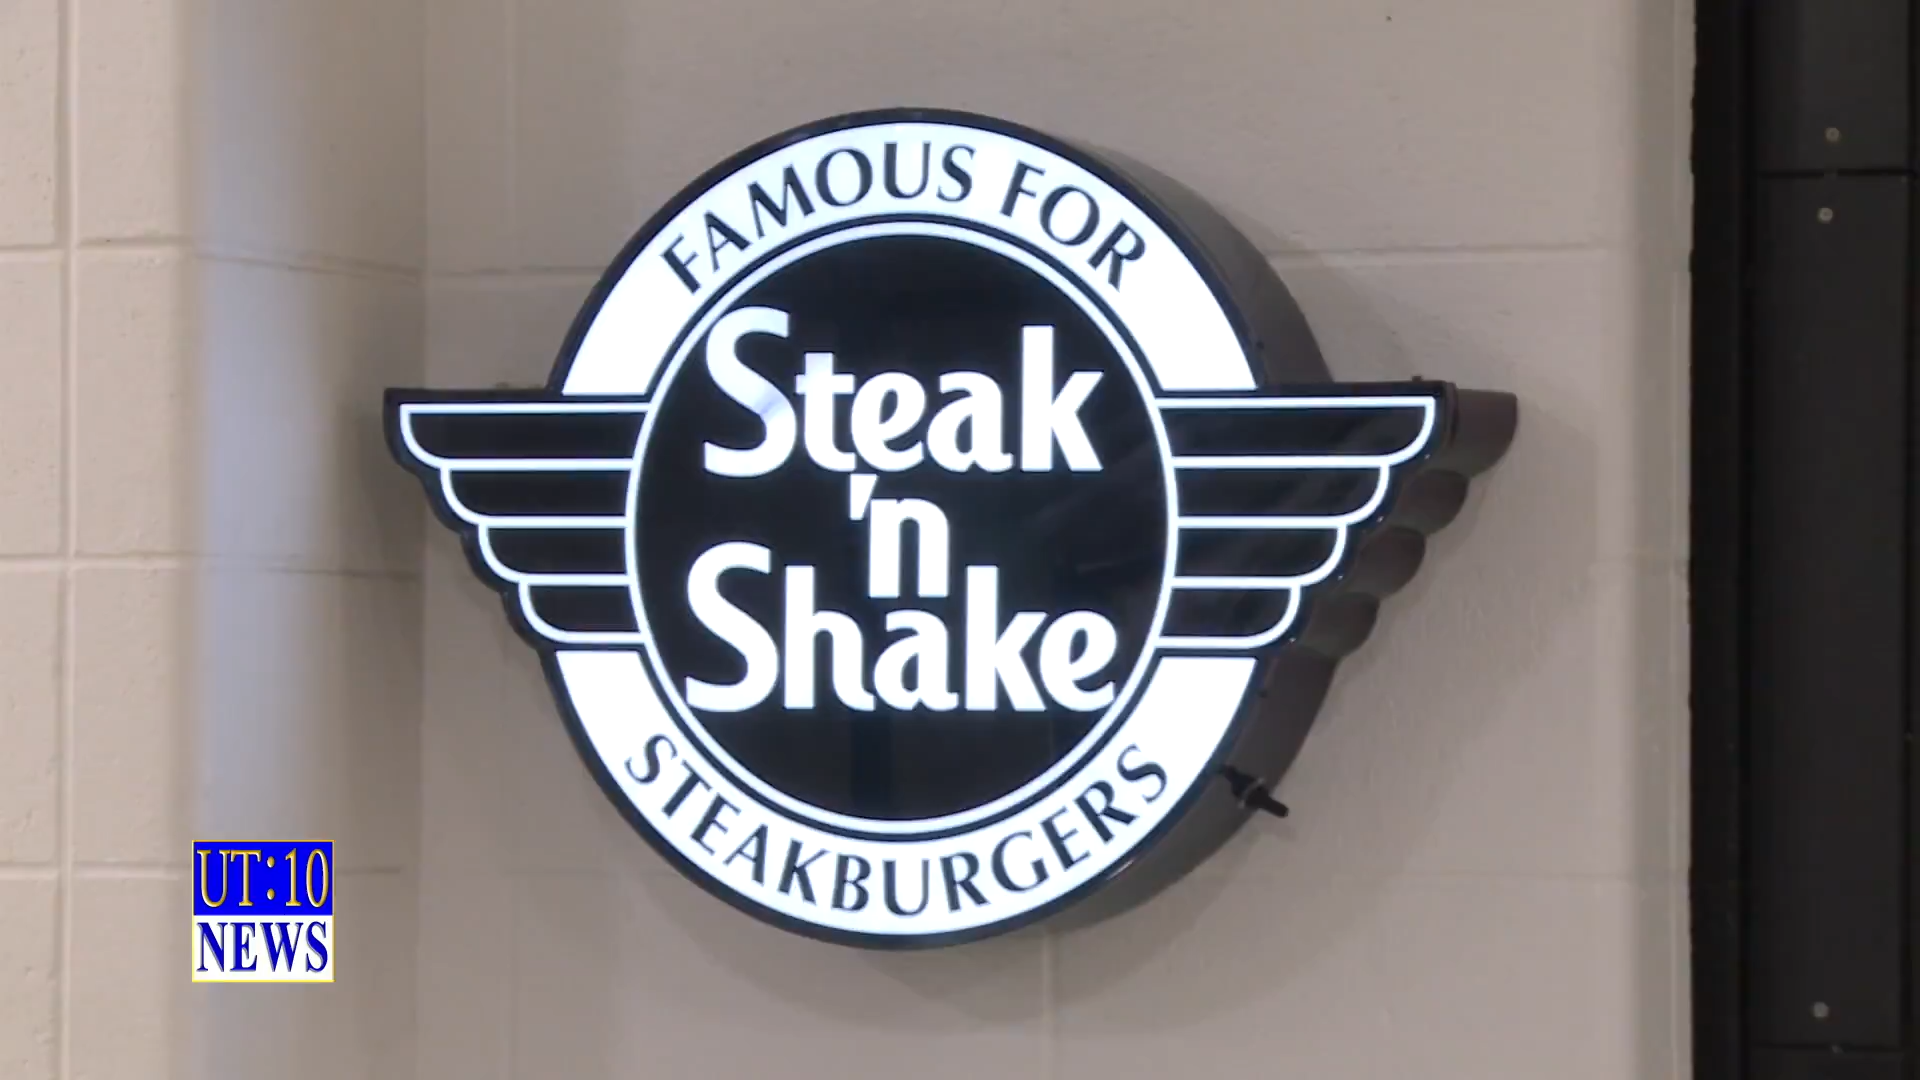 FAMOUS FOR
Steak
'n
Shake
STEAKBURGERS
UT:10
NEWS